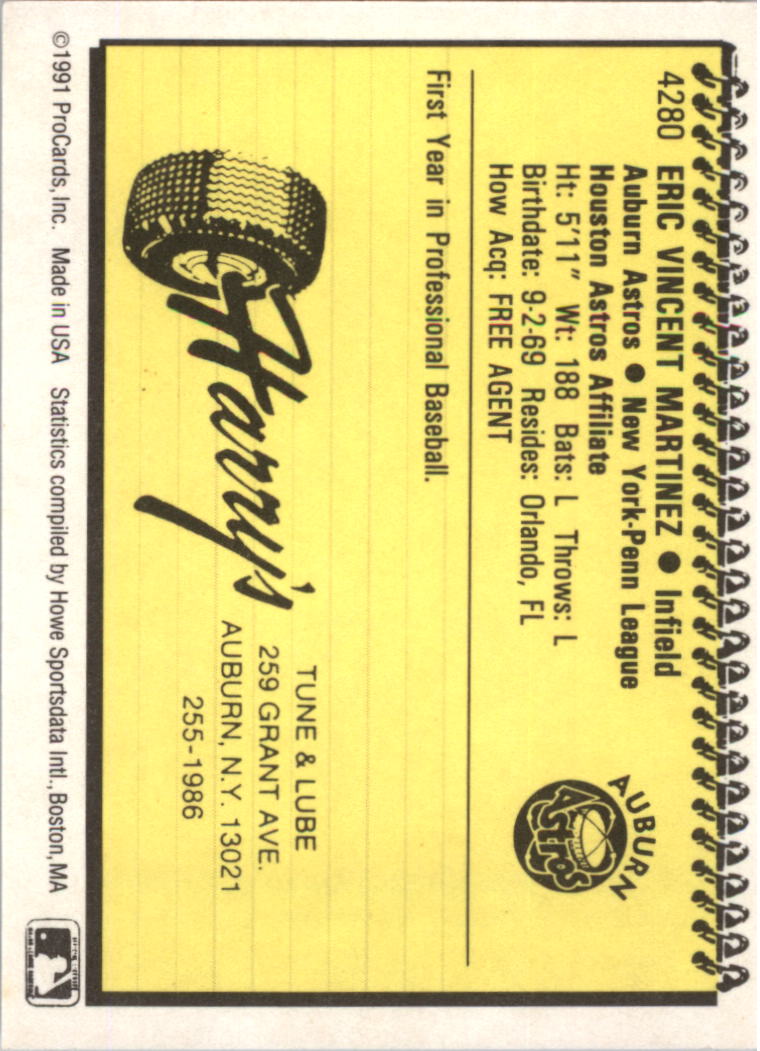 4280 ERIC VINCENT MARTINEZ ● Infield
Auburn Astros ● New York-Penn League
Houston Astros Affiliate
Ht: 5'11" Wt: 188 Bats: L Throws: L
Birthdate: 9-2-69 Resides: Orlando, FL
How Acq: FREE AGENT
AUBURN
ASTROS
First Year in Professional Baseball.
Harry's
TUNE & LUBE
259 GRANT AVE.
AUBURN, N.Y. 13021
255-1986
©1991 ProCards, Inc. Made in USA Statistics compiled by Howe Sportsdata Intl., Boston, MA